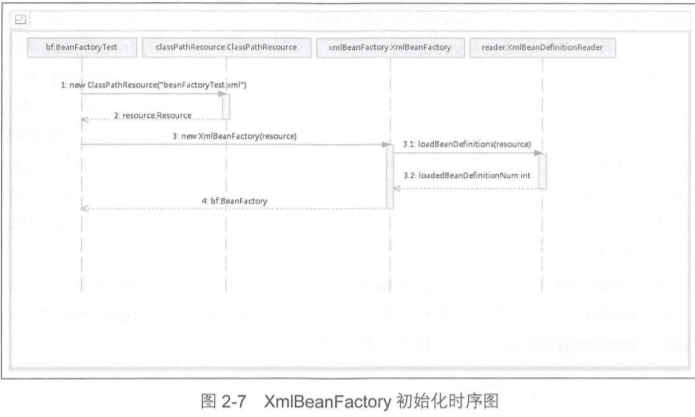 bf:BeanFactoryTest
classPathResource:ClassPathResource
xmlBeanFactory:XmlBeanFactory
reader:XmlBeanDefinitionReader
1: new ClassPathResource("beanFactoryTest.xml")
2: resource:Resource
3: new XmlBeanFactory(resource)
3.1: loadBeanDefinitions(resource)
3.2: loadedBeanDefinitionNum:int
4: bf:BeanFactory
图 2-7 XmlBeanFactory 初始化时序图